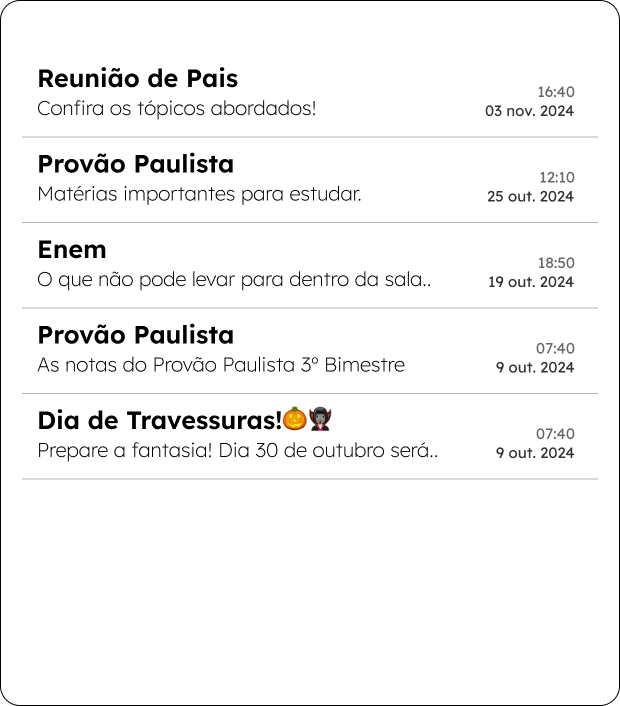 Reunião de Pais
Confira os tópicos abordados!
16:40
03 nov. 2024
Provão Paulista
Matérias importantes para estudar.
12:10
25 out. 2024
Enem
O que não pode levar para dentro da sala..
18:50
19 out. 2024
Provão Paulista
As notas do Provão Paulista 3º Bimestre
07:40
9 out. 2024
Dia de Travessuras!🎃🧛
Prepare a fantasia! Dia 30 de outubro será..
07:40
9 out. 2024